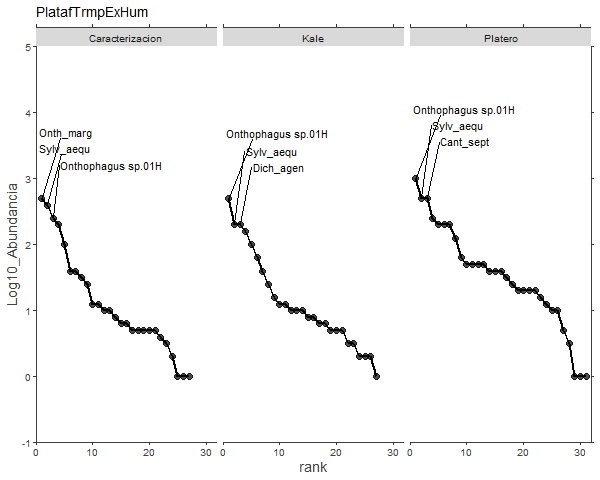 PlatafTrmpExHum
Caracterizacion
Kale
Platero
5
4
3
2
1
0
-1
Log10_Abundancia
Onth_marg
Sylv_aequ
Onthophagus sp.01H
Onthophagus sp.01H
Sylv_aequ
Dich_agen
Onthophagus sp.01H
Sylv_aequ
Cant_sept
0 10 20 30
0 10 20 30
0 10 20 30
rank